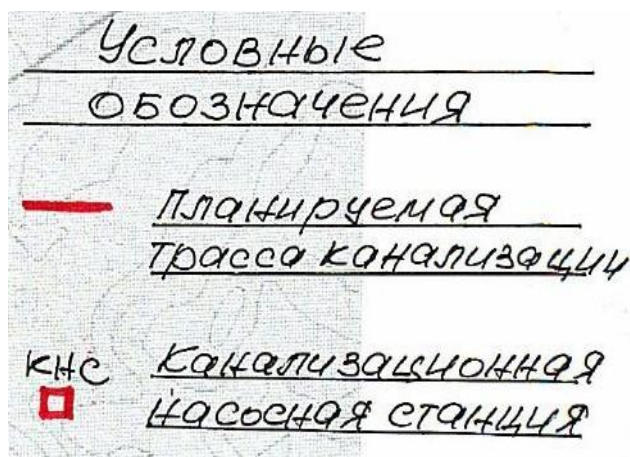 Условные
обозначения
Планируемая
трасса канализации
КНС Канализационная
насосная станция